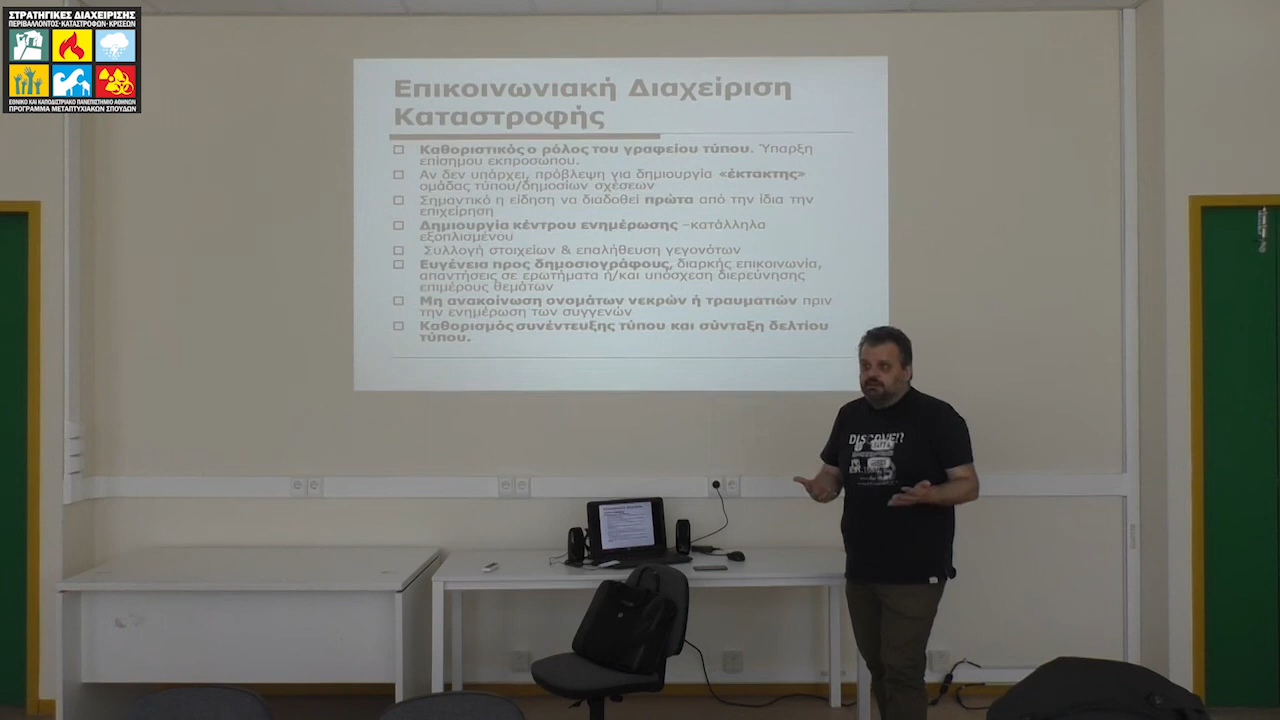 ΣΤΡΑΤΗΓΙΚΕΣ ΔΙΑΧΕΙΡΙΣΗΣ
ΠΕΡΙΒΑΛΛΟΝΤΟΣ·ΚΑΤΑΣΤΡΟΦΩΝ·ΚΡΙΣΕΩΝ
ΕΘΝΙΚΟ ΚΑΙ ΚΑΠΟΔΙΣΤΡΙΑΚΟ ΠΑΝΕΠΙΣΤΗΜΙΟ ΑΘΗΝΩΝ
ΠΡΟΓΡΑΜΜΑ ΜΕΤΑΠΤΥΧΙΑΚΩΝ ΣΠΟΥΔΩΝ
Επικοινωνιακή Διαχείριση
Καταστροφής
Καθοριστικός ο ρόλος του γραφείου τύπου. Ύπαρξη
επίσημου εκπροσώπου.
Αν δεν υπάρχει, πρόβλεψη για δημιουργία «έκτακτης»
ομάδας τύπου/δημοσίων σχέσεων
Σημαντικό η είδηση να διαδοθεί πρώτα από την ίδια την
επιχείρηση
Δημιουργία κέντρου ενημέρωσης –κατάλληλα
εξοπλισμένου
Συλλογή στοιχείων & επαλήθευση γεγονότων
Ευγένεια προς δημοσιογράφους, διαρκής επικοινωνία,
απαντήσεις σε ερωτήματα ή/και υπόσχεση διερεύνησης
επιμέρους θεμάτων
Μη ανακοίνωση ονομάτων νεκρών ή τραυματιών πριν
την ενημέρωση των συγγενών
Καθορισμός συνέντευξης τύπου και σύνταξη δελτίου
τύπου.
DISCOVER